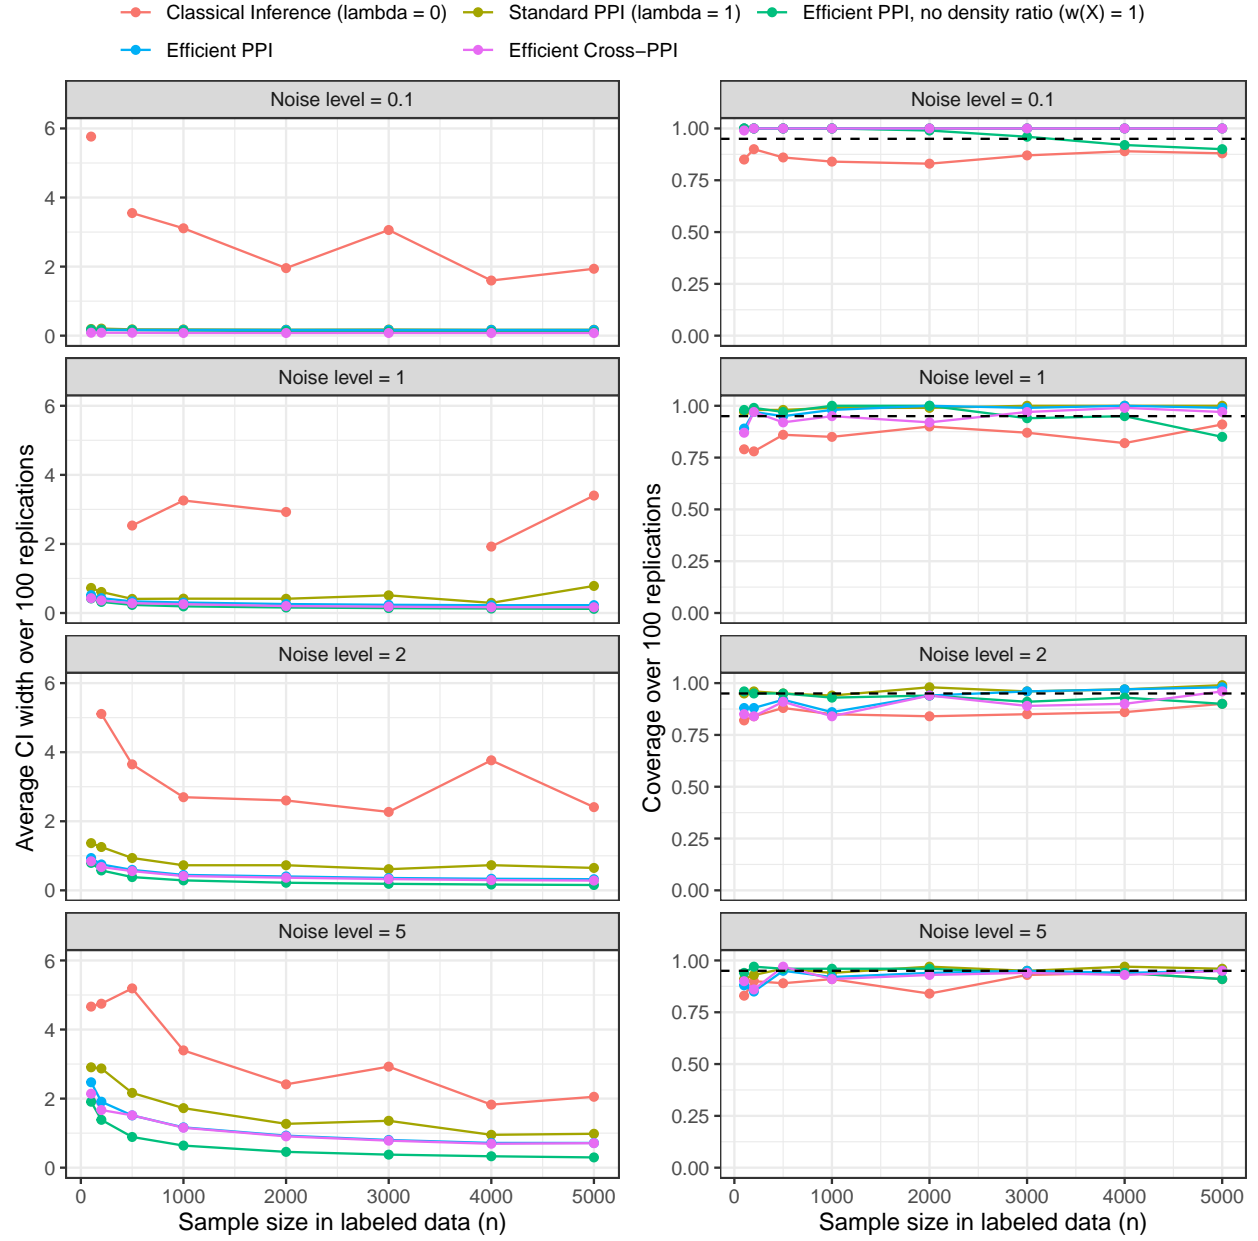 Classical Inference (lambda = 0)
Standard PPI (lambda = 1)
Efficient PPI, no density ratio (w(X) = 1)
Efficient PPI
Efficient Cross−PPI
Average CI width over 100 replications
Noise level = 0.1
6
4
2
0
Noise level = 1
6
4
2
0
Noise level = 2
6
4
2
0
Noise level = 5
6
4
2
0
0 1000 2000 3000 4000 5000
Sample size in labeled data (n)
Coverage over 100 replications
Noise level = 0.1
1.00
0.75
0.50
0.25
0.00
Noise level = 1
1.00
0.75
0.50
0.25
0.00
Noise level = 2
1.00
0.75
0.50
0.25
0.00
Noise level = 5
1.00
0.75
0.50
0.25
0.00
0 1000 2000 3000 4000 5000
Sample size in labeled data (n)